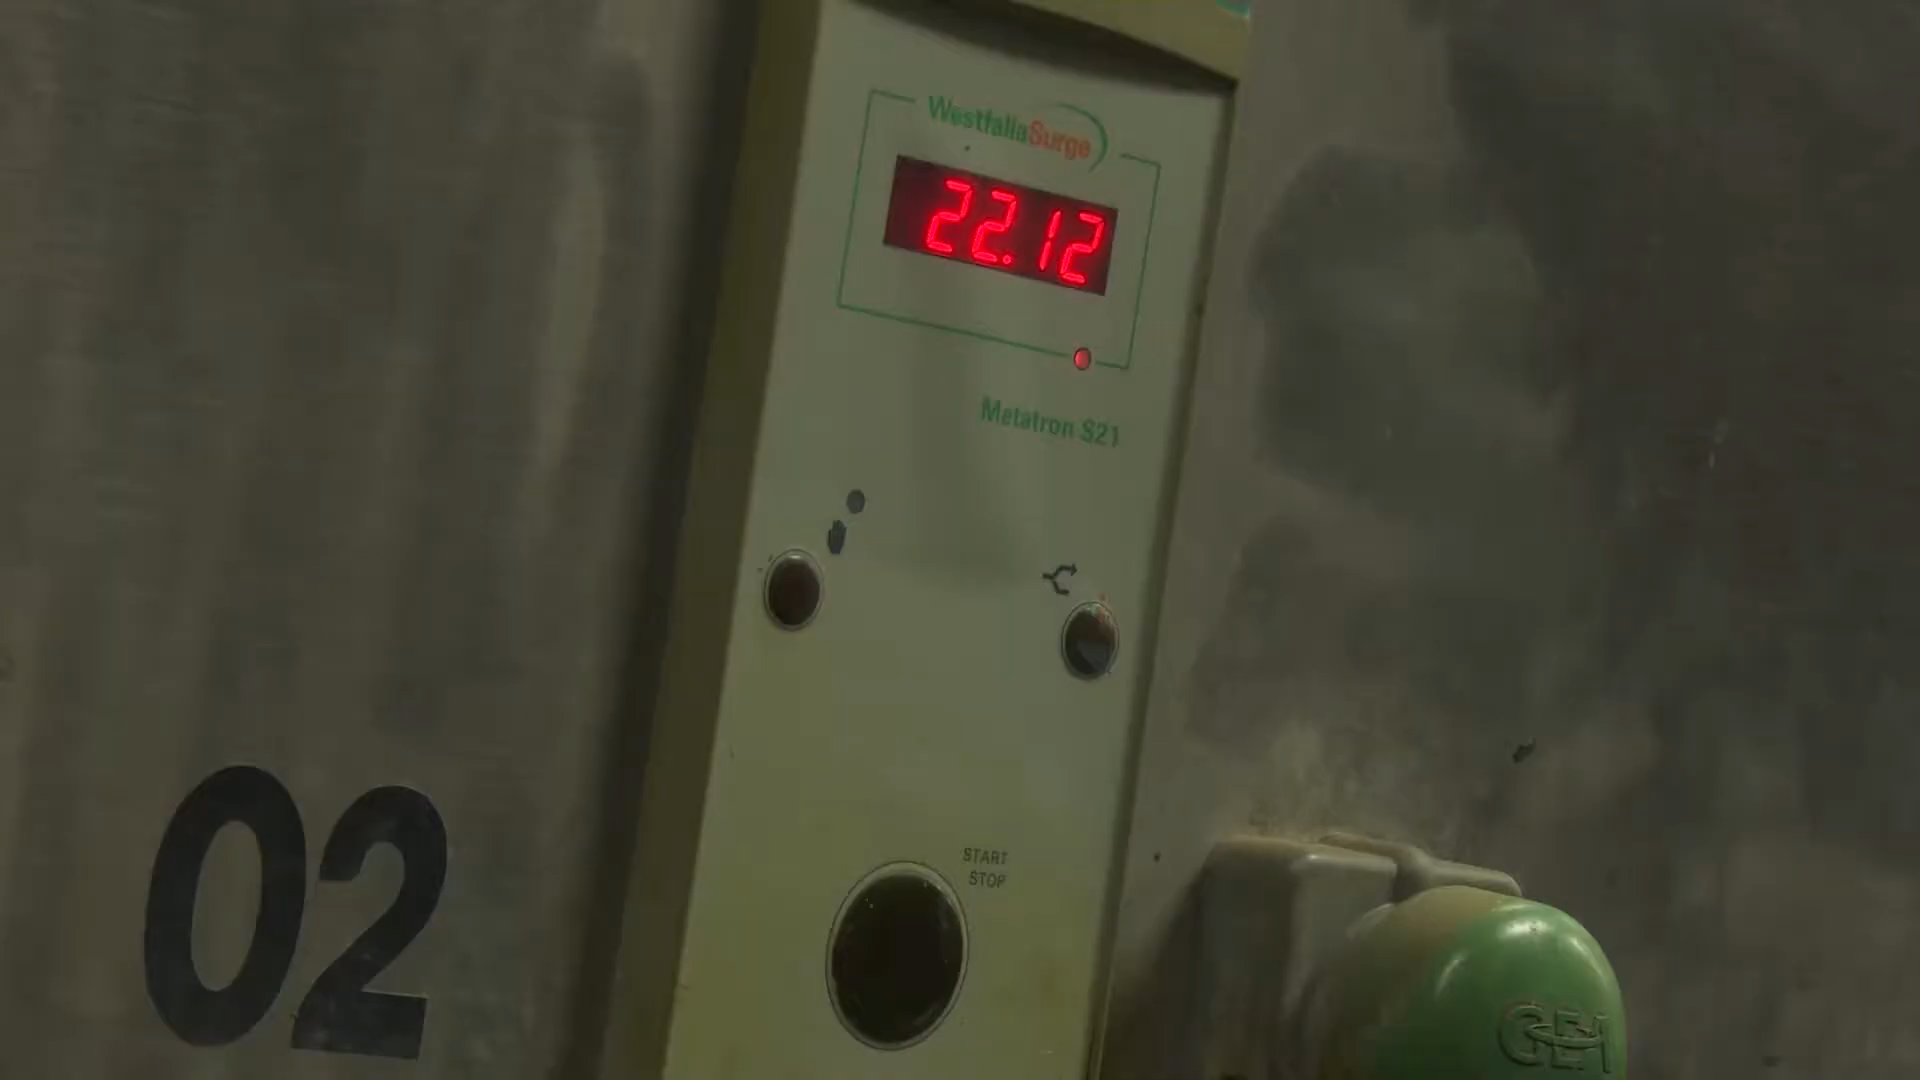 WestfaliaSurge
22.12
Metatron S21
START
STOP
02
GEA